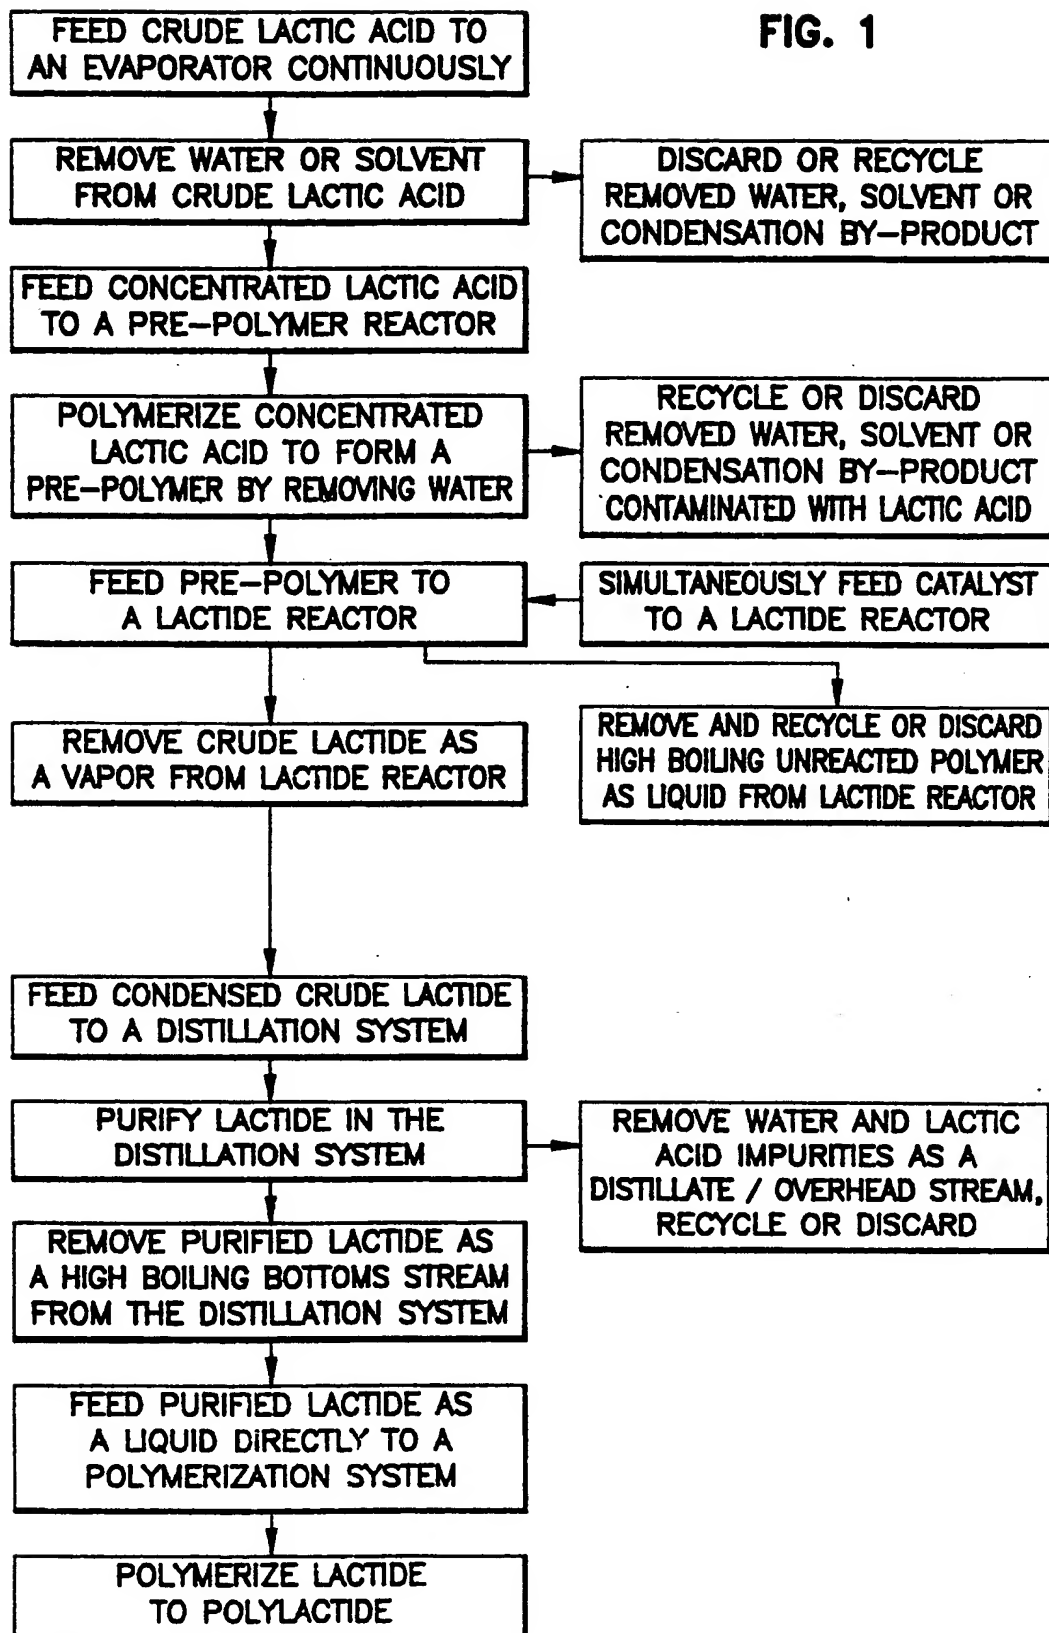 FIG. 1
FEED CRUDE LACTIC ACID TO
AN EVAPORATOR CONTINUOUSLY
REMOVE WATER OR SOLVENT
FROM CRUDE LACTIC ACID
DISCARD OR RECYCLE
REMOVED WATER, SOLVENT OR
CONDENSATION BY-PRODUCT
FEED CONCENTRATED LACTIC ACID
TO A PRE-POLYMER REACTOR
POLYMERIZE CONCENTRATED
LACTIC ACID TO FORM A
PRE-POLYMER BY REMOVING WATER
RECYCLE OR DISCARD
REMOVED WATER, SOLVENT OR
CONDENSATION BY-PRODUCT
CONTAMINATED WITH LACTIC ACID
FEED PRE-POLYMER TO
A LACTIDE REACTOR
SIMULTANEOUSLY FEED CATALYST
TO A LACTIDE REACTOR
REMOVE CRUDE LACTIDE AS
A VAPOR FROM LACTIDE REACTOR
REMOVE AND RECYCLE OR DISCARD
HIGH BOILING UNREACTED POLYMER
AS LIQUID FROM LACTIDE REACTOR
FEED CONDENSED CRUDE LACTIDE
TO A DISTILLATION SYSTEM
PURIFY LACTIDE IN THE
DISTILLATION SYSTEM
REMOVE WATER AND LACTIC
ACID IMPURITIES AS A
DISTILLATE / OVERHEAD STREAM,
RECYCLE OR DISCARD
REMOVE PURIFIED LACTIDE AS
A HIGH BOILING BOTTOMS STREAM
FROM THE DISTILLATION SYSTEM
FEED PURIFIED LACTIDE AS
A LIQUID DIRECTLY TO A
POLYMERIZATION SYSTEM
POLYMERIZE LACTIDE
TO POLYLACTIDE